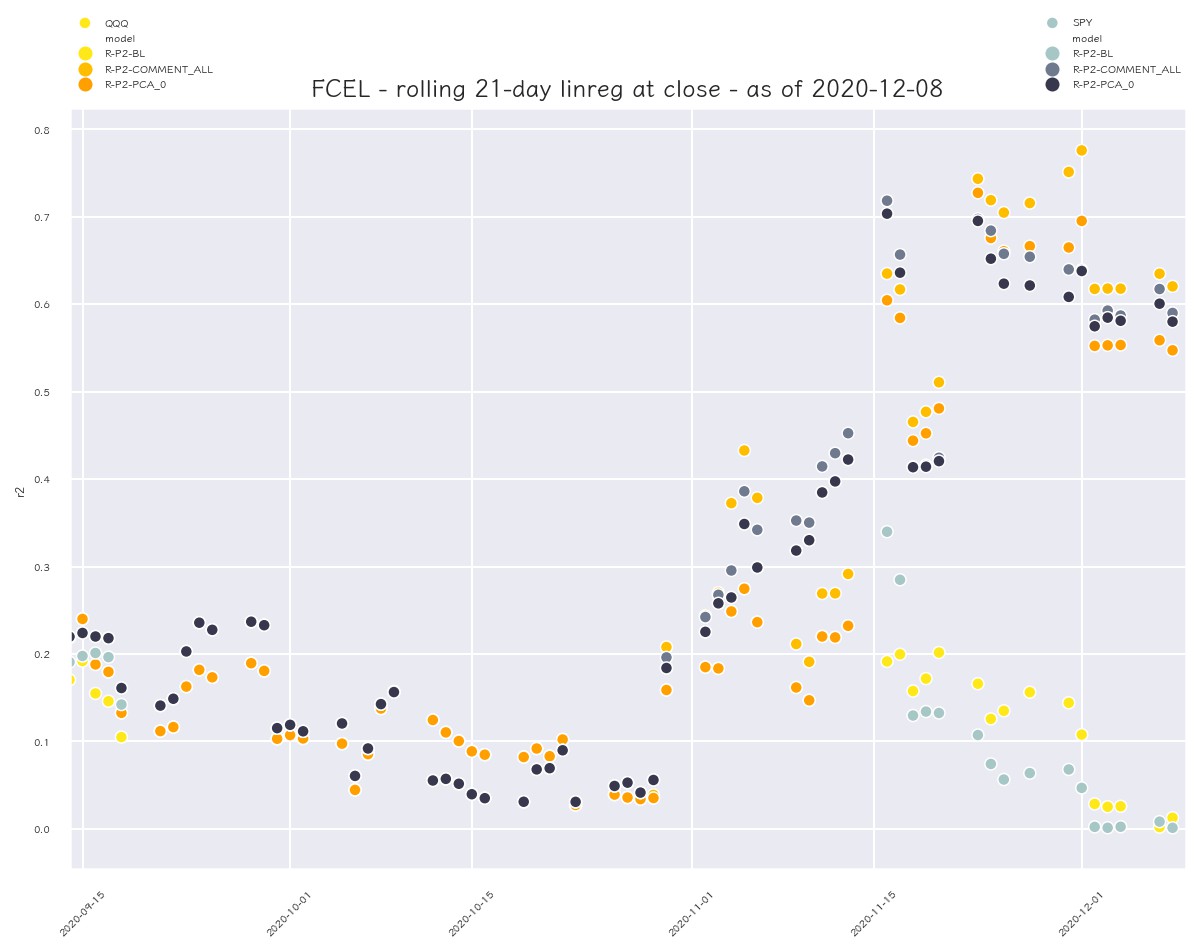 QQQ
model
R-P2-BL
R-P2-COMMENT_ALL
R-P2-PCA_0
SPY
model
R-P2-BL
R-P2-COMMENT_ALL
R-P2-PCA_0
FCEL - rolling 21-day linreg at close - as of 2020-12-08
0.8
0.7
0.6
0.5
0.4
0.3
0.2
0.1
0.0
r2
2020-09-15
2020-10-01
2020-10-15
2020-11-01
2020-11-15
2020-12-01